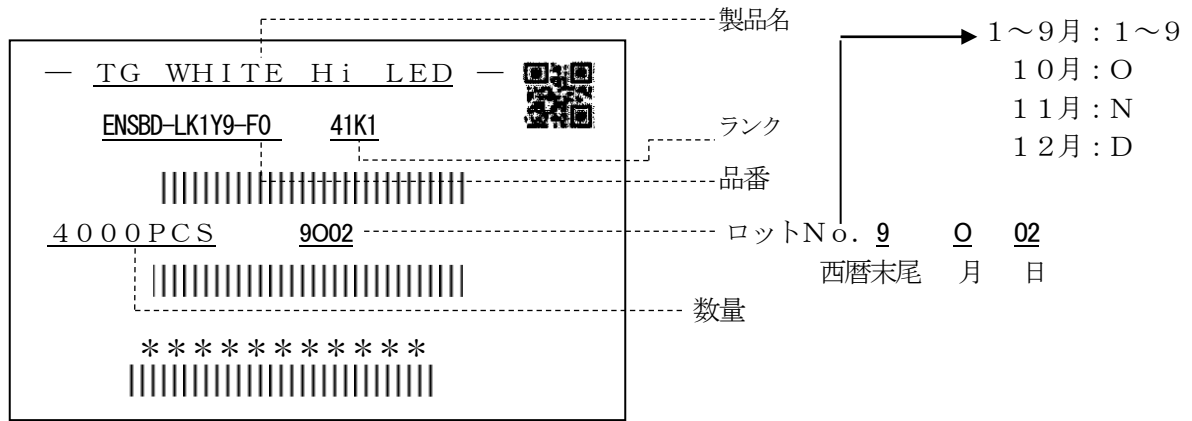 製品名
1～9月:1～9
― TG WHITE Hi LED ―
10月:O
11月:N
ENSBD-LK1Y9-F0 41K1
ランク
12月:D
品番
4000PCS 9O02
ロットNo. 9 O 02
西暦末尾 月 日
数量
***********